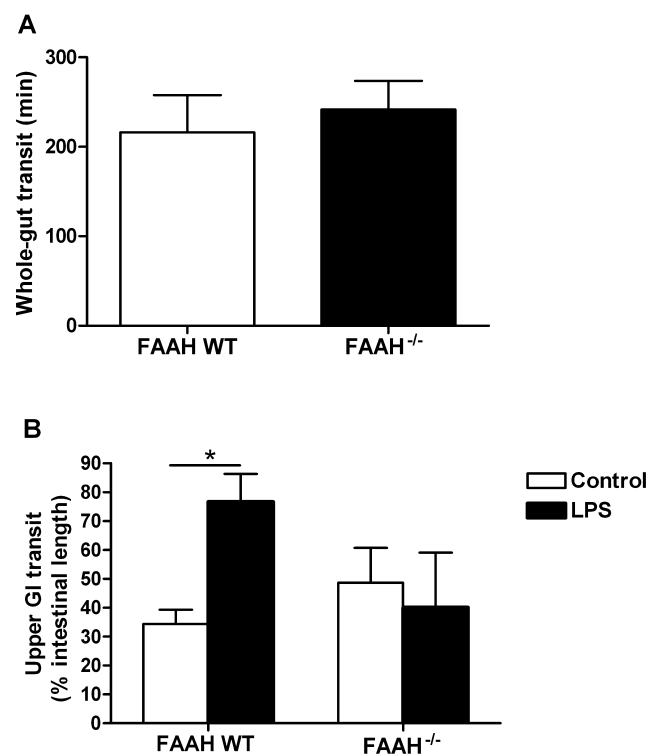 A
Whole-gut transit (min)
300
200
100
0
FAAH WT
FAAH-/-
B
Upper GI transit
(% intestinal length)
90
80
70
60
50
40
30
20
10
0
*
FAAH WT
FAAH-/-
Control
LPS